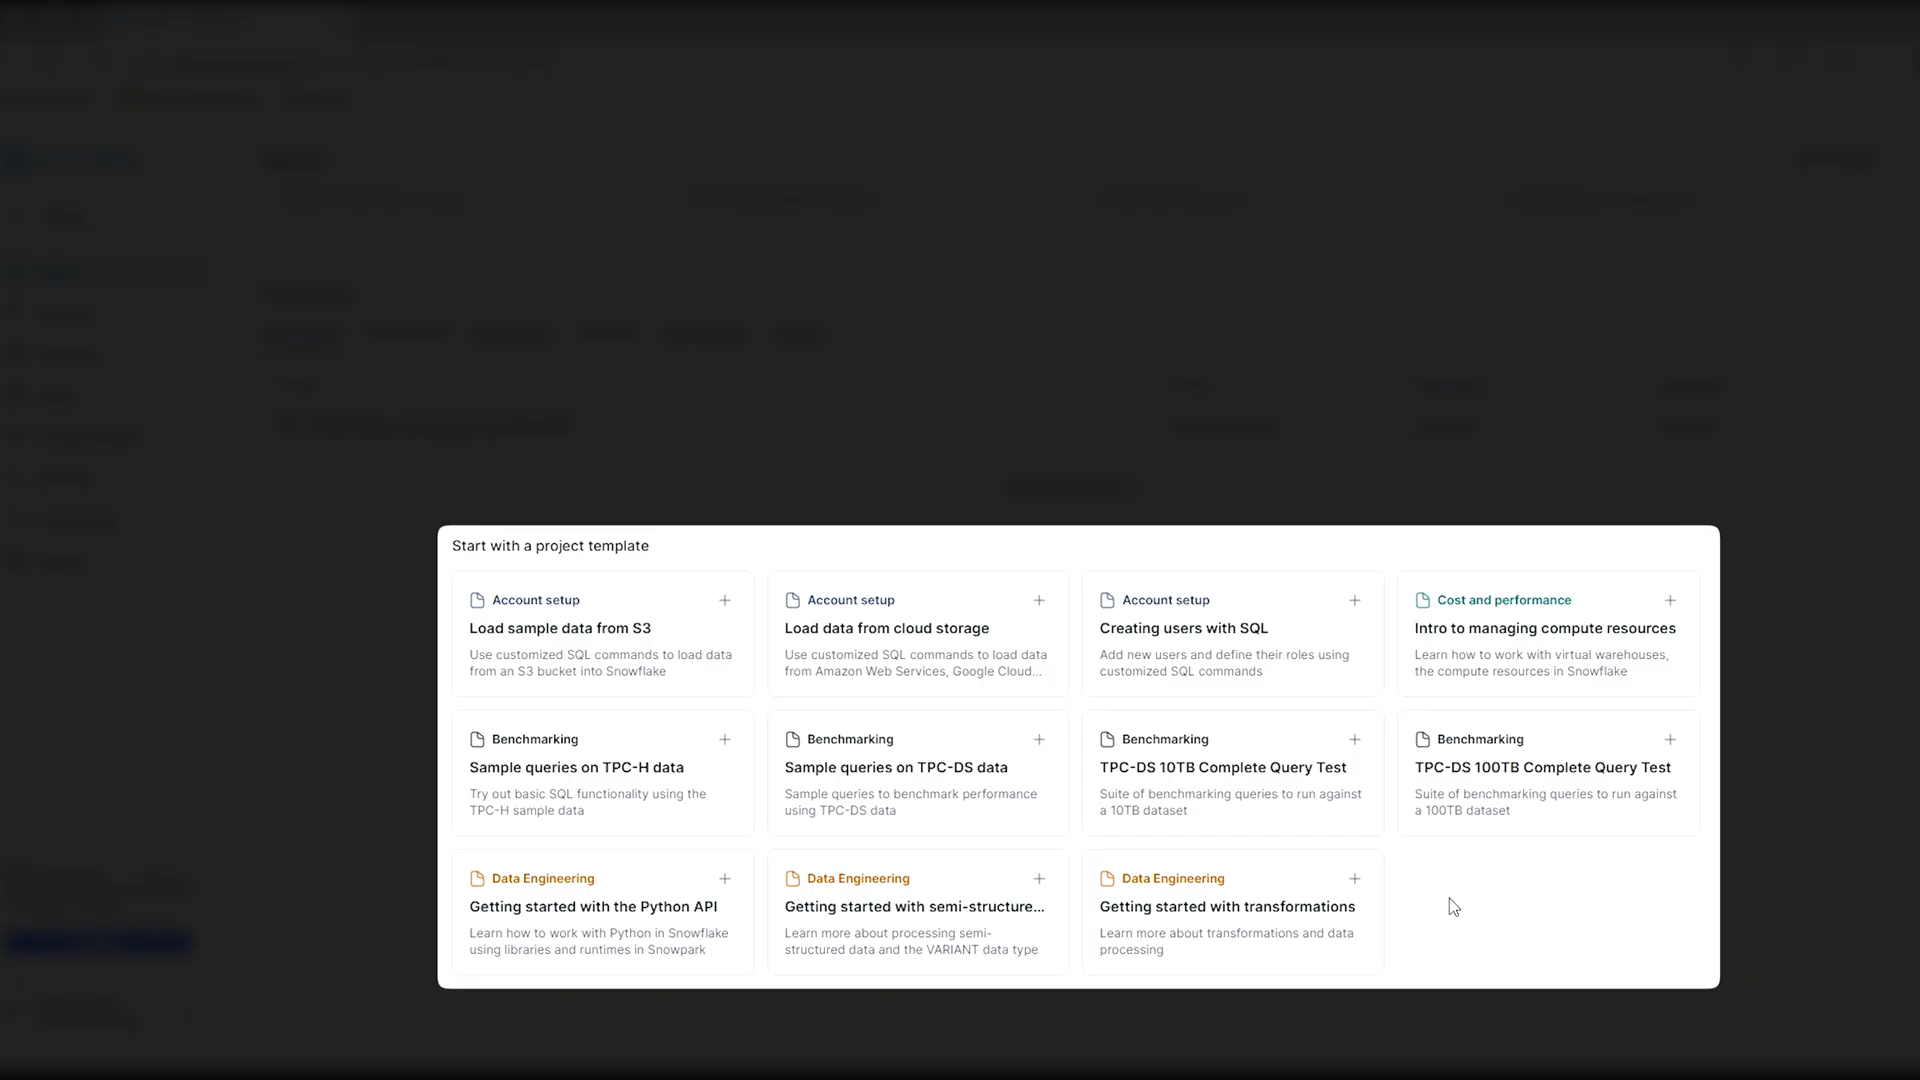 Start with a project template
Account setup
Load sample data from S3
Use customized SQL commands to load data
from an S3 bucket into Snowflake
Account setup
Load data from cloud storage
Use customized SQL commands to load data
from Amazon Web Services, Google Cloud...
Account setup
Creating users with SQL
Add new users and define their roles using
customized SQL commands
Cost and performance
Intro to managing compute resources
Learn how to work with virtual warehouses,
the compute resources in Snowflake
Benchmarking
Sample queries on TPC-H data
Try out basic SQL functionality using the
TPC-H sample data
Benchmarking
Sample queries on TPC-DS data
Sample queries to benchmark performance
using TPC-DS data
Benchmarking
TPC-DS 10TB Complete Query Test
Suite of benchmarking queries to run against
a 10TB dataset
Benchmarking
TPC-DS 100TB Complete Query Test
Suite of benchmarking queries to run against
a 100TB dataset
Data Engineering
Getting started with the Python API
Learn how to work with Python in Snowflake
using libraries and runtimes in Snowpark
Data Engineering
Getting started with semi-structure...
Learn more about processing semi-
structured data and the VARIANT data type
Data Engineering
Getting started with transformations
Learn more about transformations and data
processing